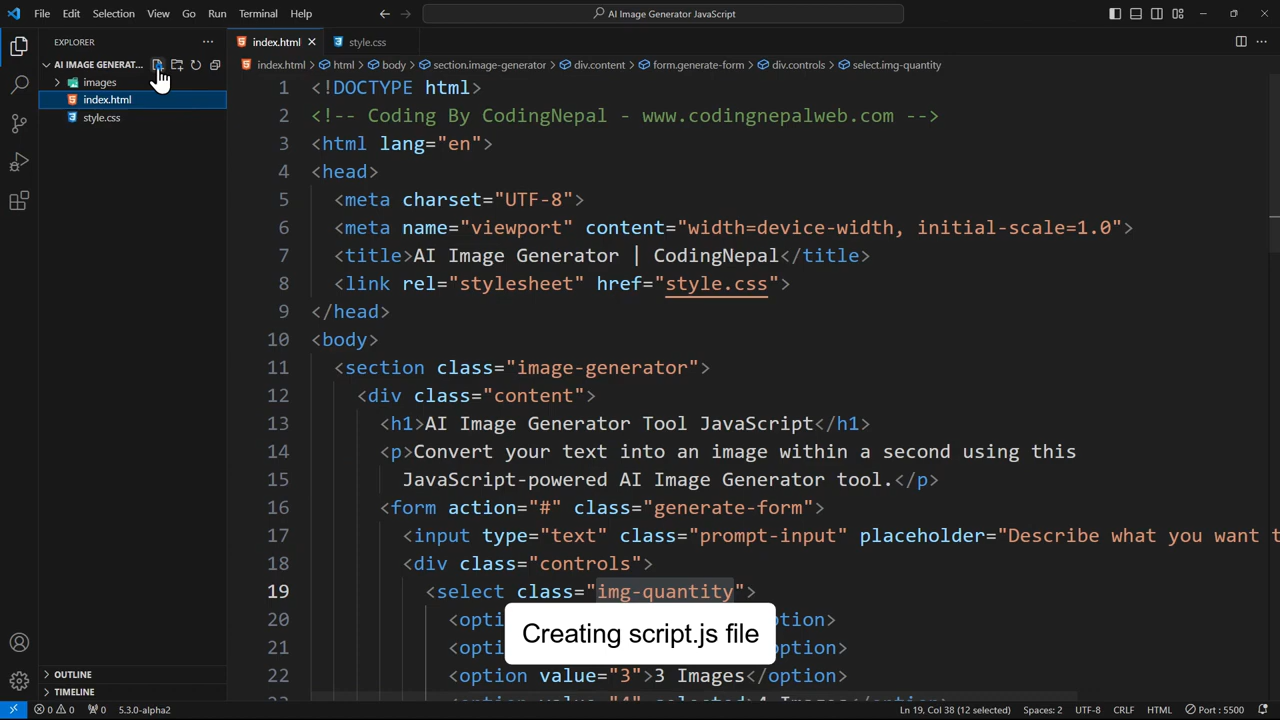 File Edit Selection View Go Run Terminal Help
AI Image Generator JavaScript
EXPLORER
AI IMAGE GENERAT...
images
index.html
style.css
OUTLINE
TIMELINE
index.html style.css
index.html > html > body > section.image-generator > div.content > form.generate-form > div.controls > select.img-quantity
1 <!DOCTYPE html>
2 <!-- Coding By CodingNepal - www.codingnepalweb.com -->
3 <html lang="en">
4 <head>
5 <meta charset="UTF-8">
6 <meta name="viewport" content="width=device-width, initial-scale=1.0">
7 <title>AI Image Generator | CodingNepal</title>
8 <link rel="stylesheet" href="style.css">
9 </head>
10 <body>
11 <section class="image-generator">
12 <div class="content">
13 <h1>AI Image Generator Tool JavaScript</h1>
14 <p>Convert your text into an image within a second using this
15 JavaScript-powered AI Image Generator tool.</p>
16 <form action="#" class="generate-form">
17 <input type="text" class="prompt-input" placeholder="Describe what you want
18 <div class="controls">
19 <select class="img-quantity">
20 option>
21 option>
22 <option value="3">3 Images</option>
Creating script.js file
0 0 0 5.3.0-alpha2 Ln 19, Col 38 (12 selected) Spaces: 2 UTF-8 CRLF HTML Port : 5500